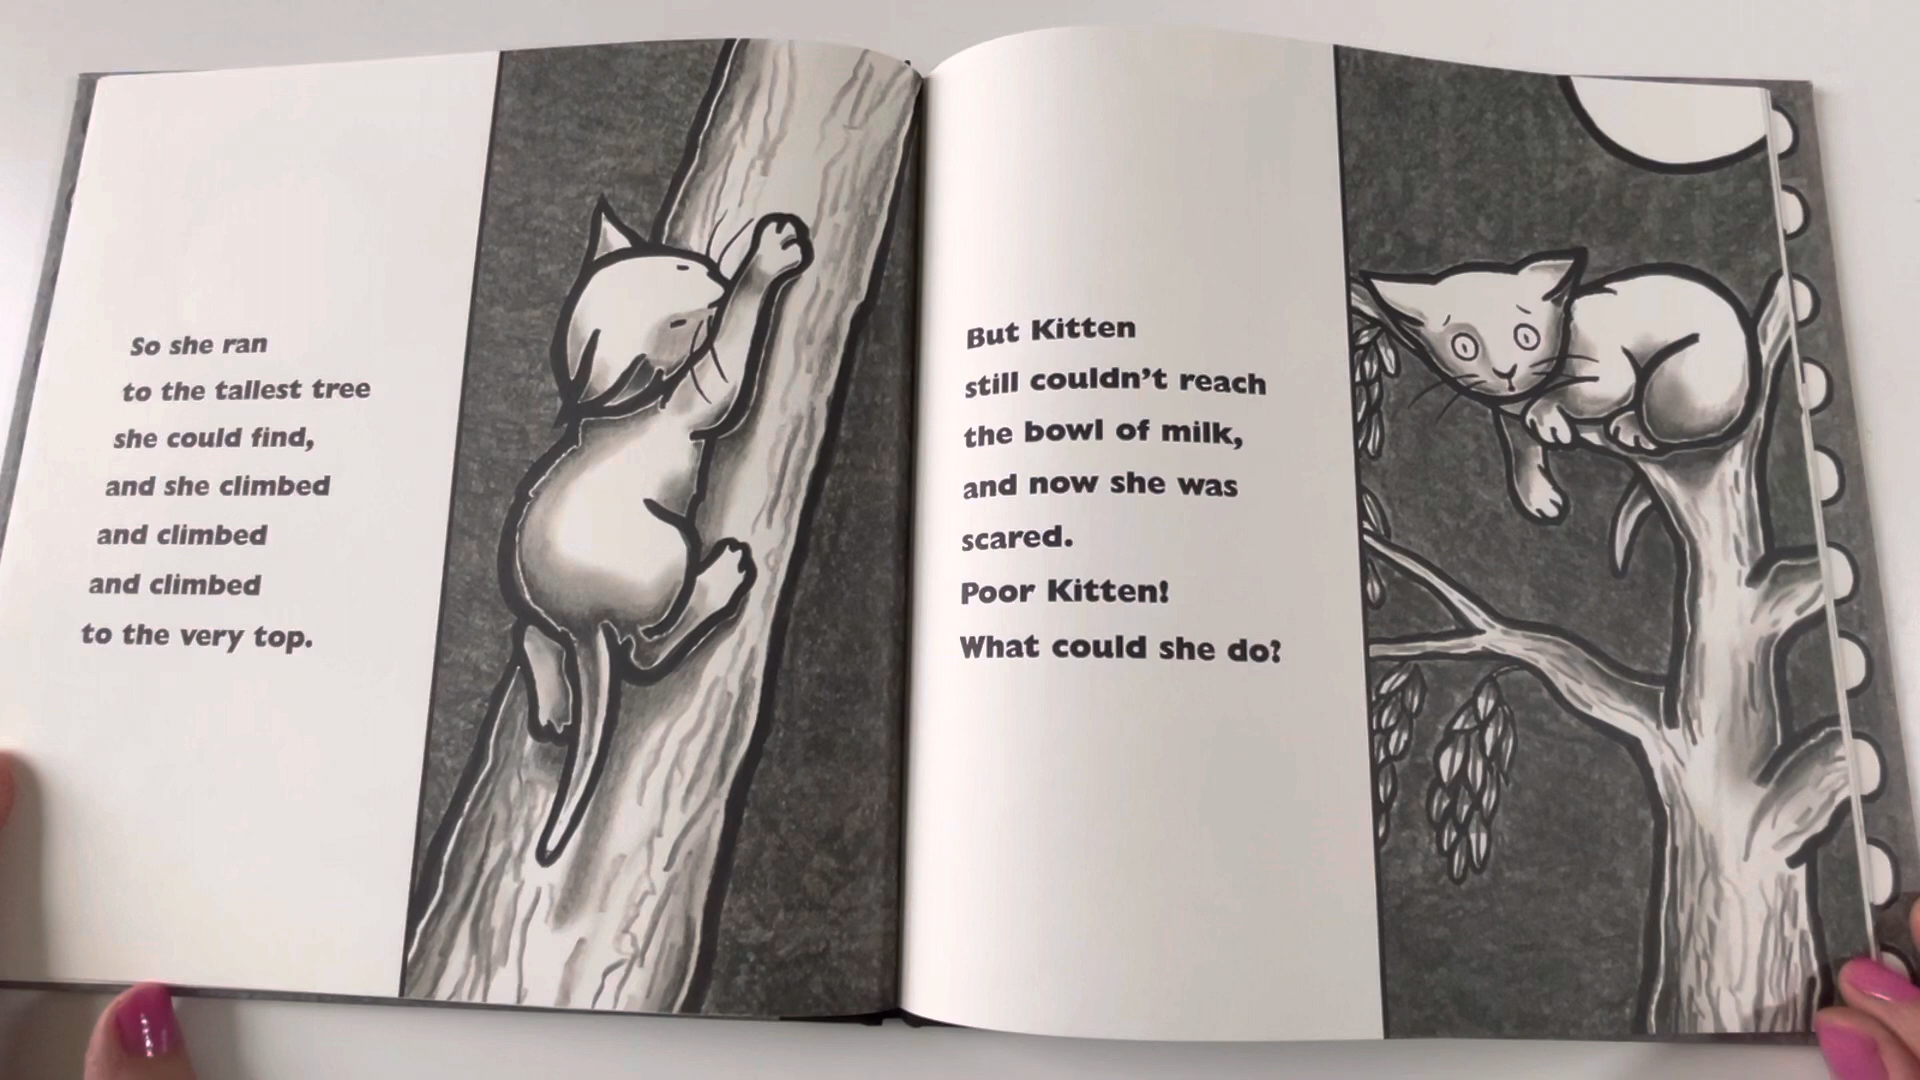 So she ran
to the tallest tree
she could find,
and she climbed
and climbed
and climbed
to the very top.
But Kitten
still couldn't reach
the bowl of milk,
and now she was
scared.
Poor Kitten!
What could she do?